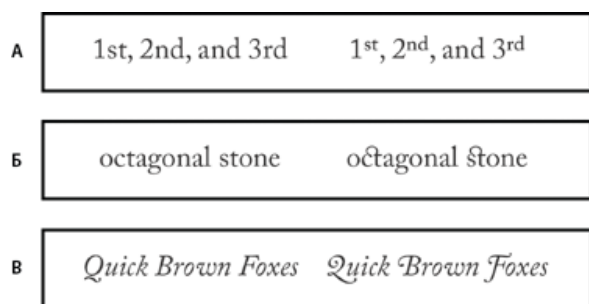 А 1st, 2nd, and 3rd 1st, 2nd, and 3rd
Б octagonal stone octagonal stone
В Quick Brown Foxes Quick Brown Foxes